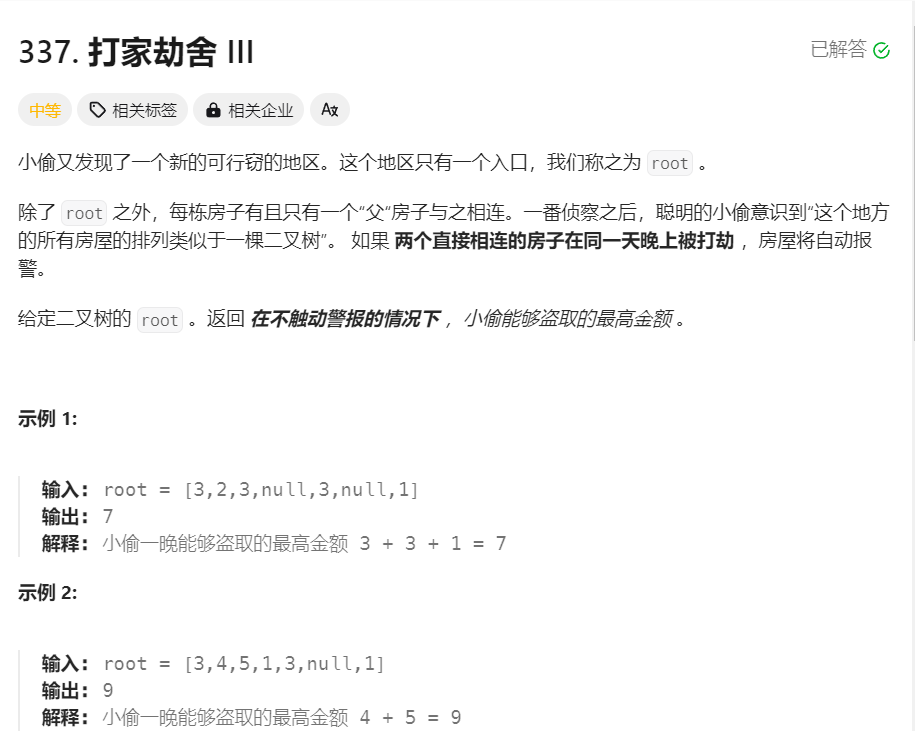 337. 打家劫舍 III
已解答
中等 相关标签 相关企业 Ax
小偷又发现了一个新的可行窃的地区。这个地区只有一个入口，我们称之为 root 。
除了 root 之外，每栋房子有且只有一个“父“房子与之相连。一番侦察之后，聪明的小偷意识到“这个地方
的所有房屋的排列类似于一棵二叉树”。 如果 两个直接相连的房子在同一天晚上被打劫 ，房屋将自动报
警。
给定二叉树的 root 。返回 在不触动警报的情况下 ，小偷能够盗取的最高金额 。
示例 1:
输入： root = [3,2,3,null,3,null,1]
输出： 7
解释： 小偷一晚能够盗取的最高金额 3 + 3 + 1 = 7
示例 2:
输入： root = [3,4,5,1,3,null,1]
输出： 9
解释： 小偷一晚能够盗取的最高金额 4 + 5 = 9